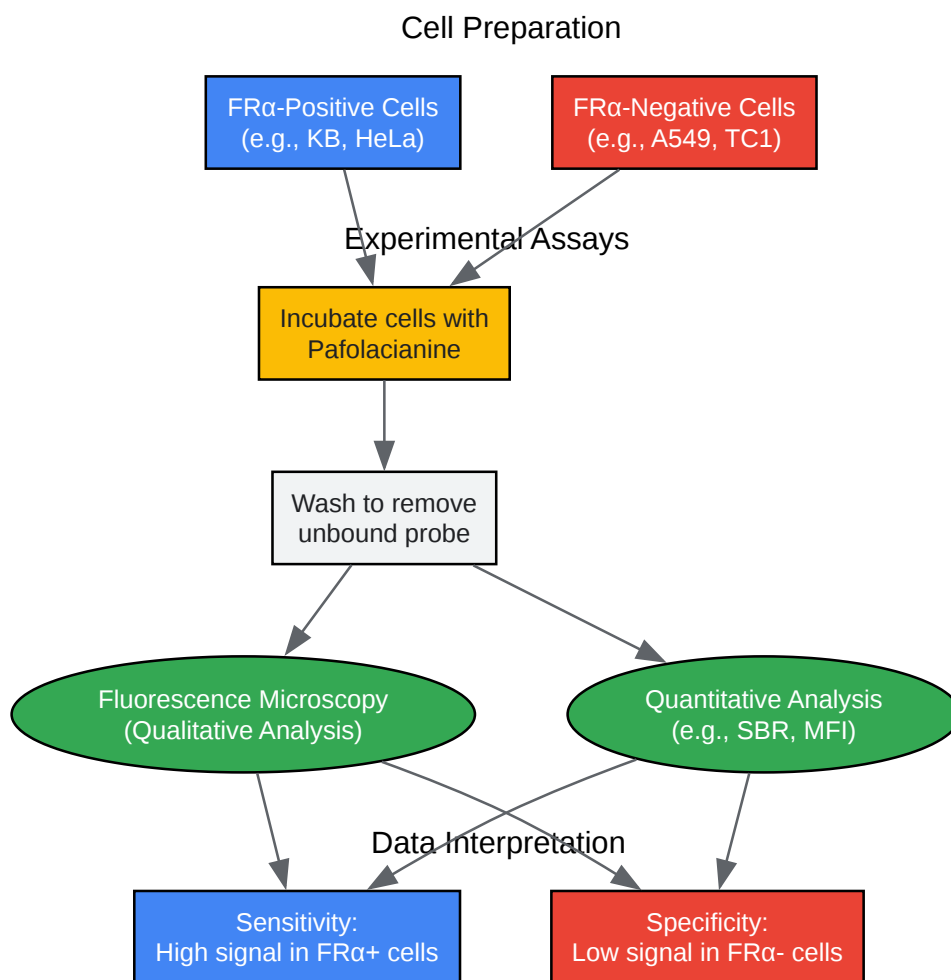 Cell Preparation
FRα-Positive Cells
(e.g., KB, HeLa)
FRα-Negative Cells
(e.g., A549, TC1)
Experimental Assays
Incubate cells with
Pafolacianine
Wash to remove
unbound probe
Fluorescence Microscopy
(Qualitative Analysis)
Quantitative Analysis
(e.g., SBR, MFI)
Data Interpretation
Sensitivity:
High signal in FRα+ cells
Specificity:
Low signal in FRα- cells